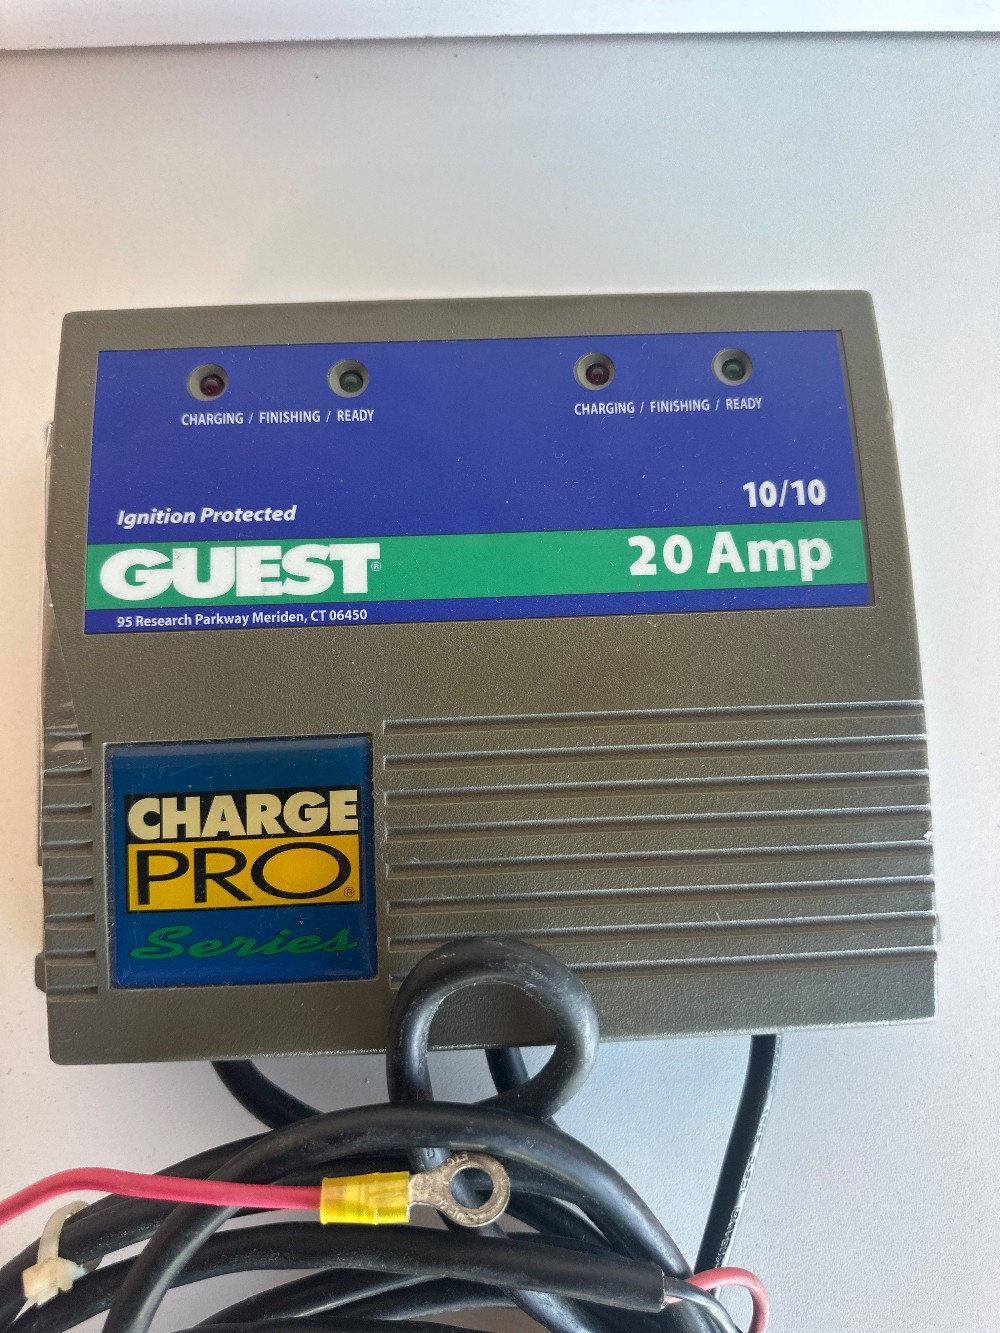 CHARGING / FINISHING / READY
CHARGING / FINISHING / READY
10/10
Ignition Protected
GUEST®
20 Amp
95 Research Parkway Meriden, CT 06450
CHARGE
PRO®
Series